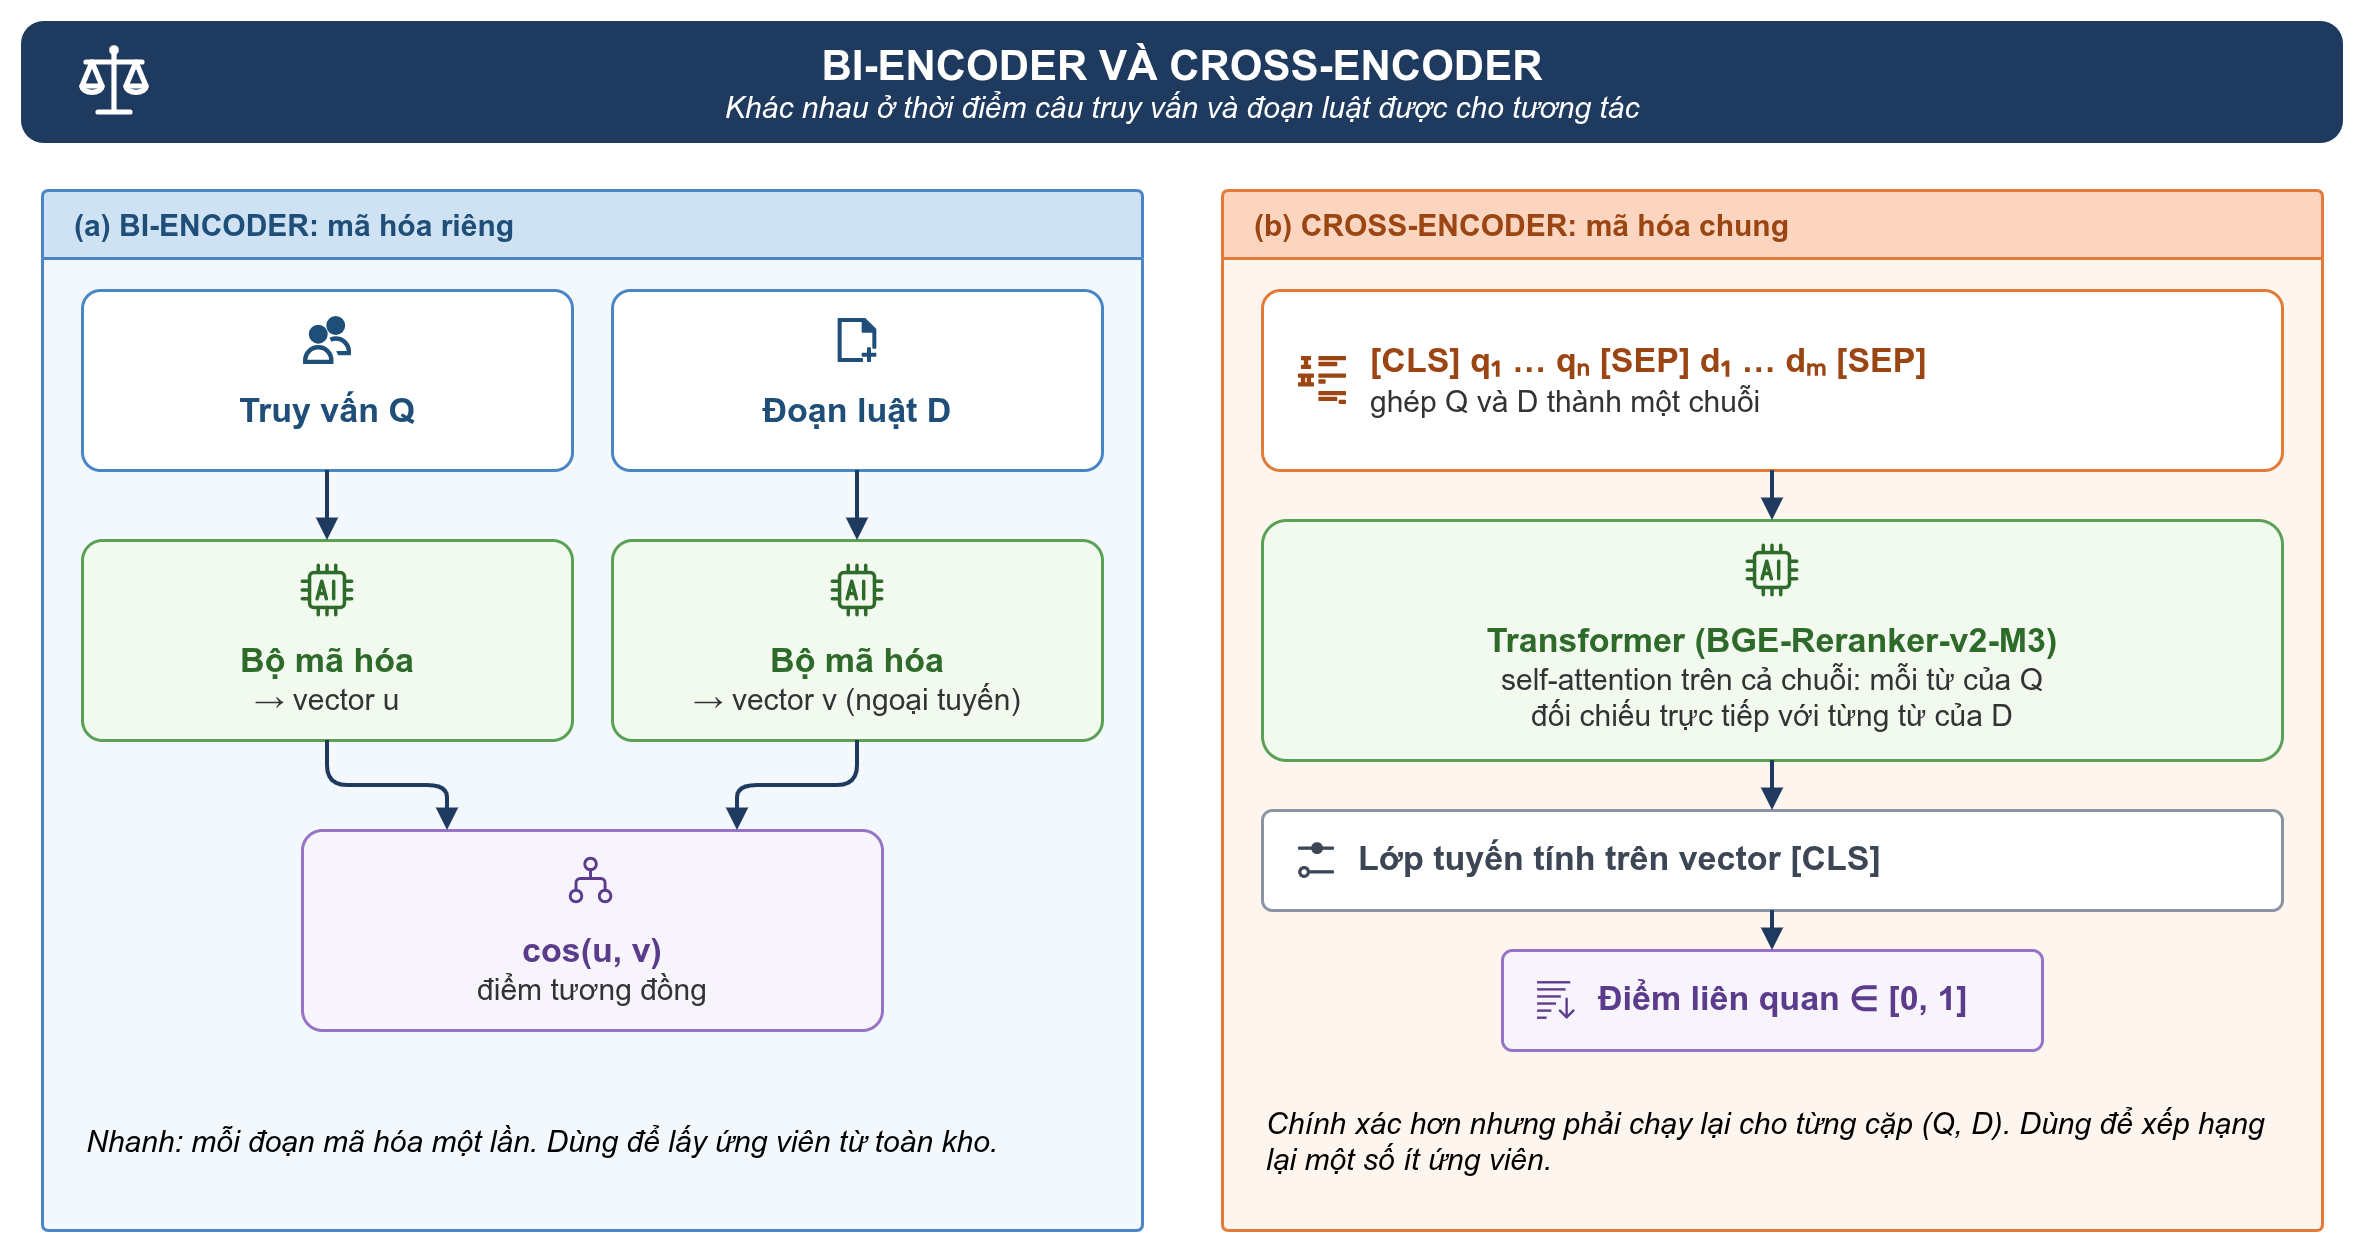 BI-ENCODER VÀ CROSS-ENCODER
Khác nhau ở thời điểm câu truy vấn và đoạn luật được cho tương tác
(a) BI-ENCODER: mã hóa riêng
Truy vấn Q
Đoạn luật D
AI
Bộ mã hóa
→ vector u
AI
Bộ mã hóa
→ vector v (ngoại tuyến)
cos(u, v)
điểm tương đồng
Nhanh: mỗi đoạn mã hóa một lần. Dùng để lấy ứng viên từ toàn kho.
(b) CROSS-ENCODER: mã hóa chung
[CLS] q₁ … qₙ [SEP] d₁ … dₘ [SEP]
ghép Q và D thành một chuỗi
AI
Transformer (BGE-Reranker-v2-M3)
self-attention trên cả chuỗi: mỗi từ của Q
đối chiếu trực tiếp với từng từ của D
Lớp tuyến tính trên vector [CLS]
Điểm liên quan ∈ [0, 1]
Chính xác hơn nhưng phải chạy lại cho từng cặp (Q, D). Dùng để xếp hạng
lại một số ít ứng viên.